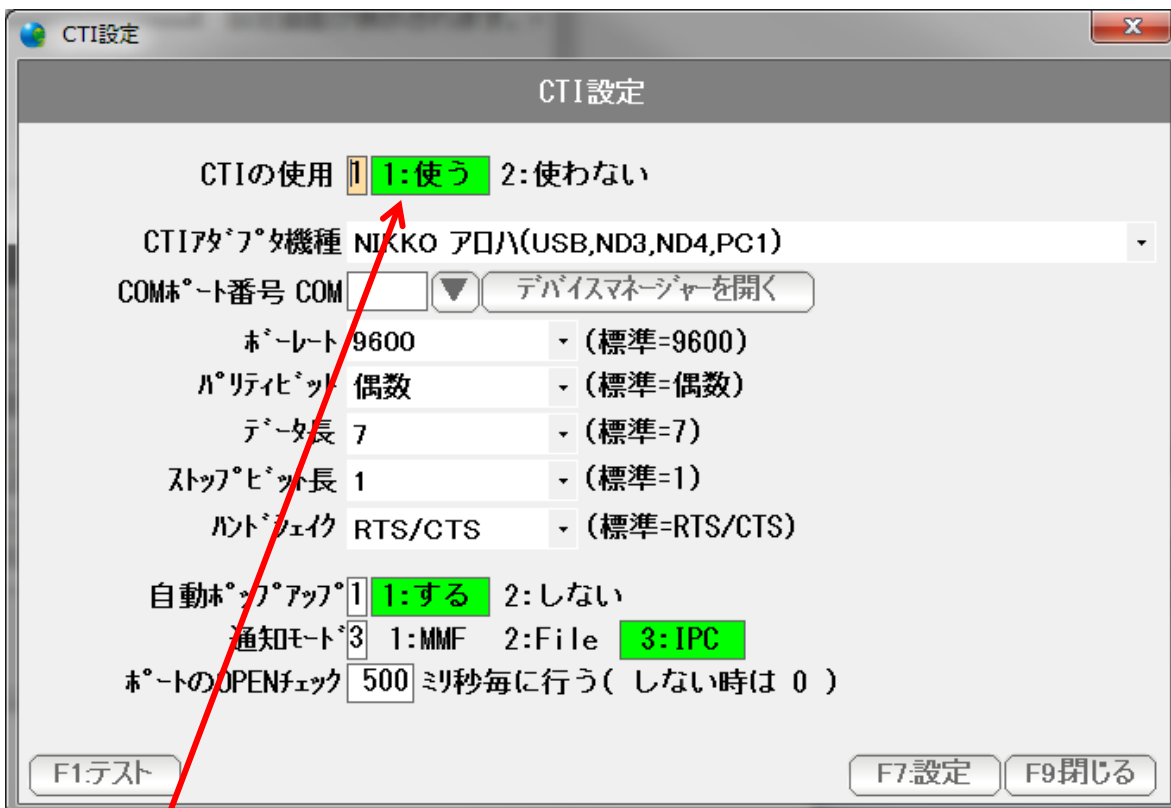 CTI設定
CTI設定
CTIの使用 1 1:使う 2:使わない
CTIｱﾀﾞﾌﾟﾀ機種 NIKKO アロハ(USB,ND3,ND4,PC1)
COMﾎﾟｰﾄ番号 COM ▼ デバイスマネージャーを開く
ﾎﾞｰﾚｰﾄ 9600 (標準=9600)
ﾊﾟﾘﾃｨﾋﾞｯﾄ 偶数 (標準=偶数)
ﾃﾞｰﾀ長 7 (標準=7)
ｽﾄｯﾌﾟﾋﾞｯﾄ長 1 (標準=1)
ﾊﾝﾄﾞｼｪｲｸ RTS/CTS (標準=RTS/CTS)
自動ﾎﾟｯﾌﾟｱｯﾌﾟ 1 1:する 2:しない
通知ﾓｰﾄﾞ 3 1:MMF 2:File 3:IPC
ﾎﾟｰﾄのOPENﾁｪｯｸ 500 ﾐﾘ秒毎に行う( しない時は 0 )
F1:テスト F7:設定 F9:閉じる